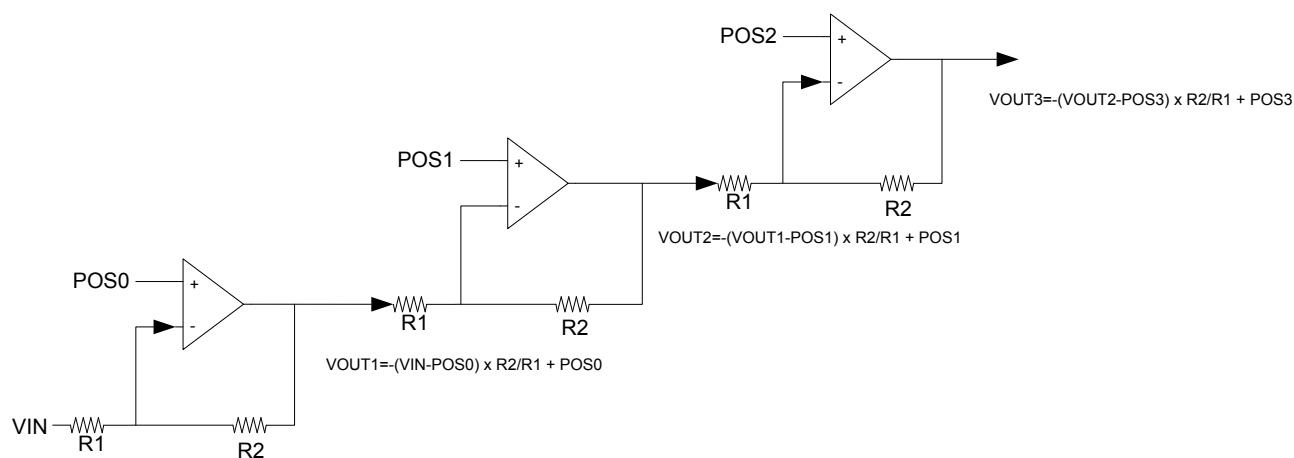 POS2
+
-
VOUT3=-(VOUT2-POS3) x R2/R1 + POS3
POS1
+
-
R1
R2
VOUT2=-(VOUT1-POS1) x R2/R1 + POS1
POS0
+
-
R1
R2
VOUT1=-(VIN-POS0) x R2/R1 + POS0
VIN
R1
R2